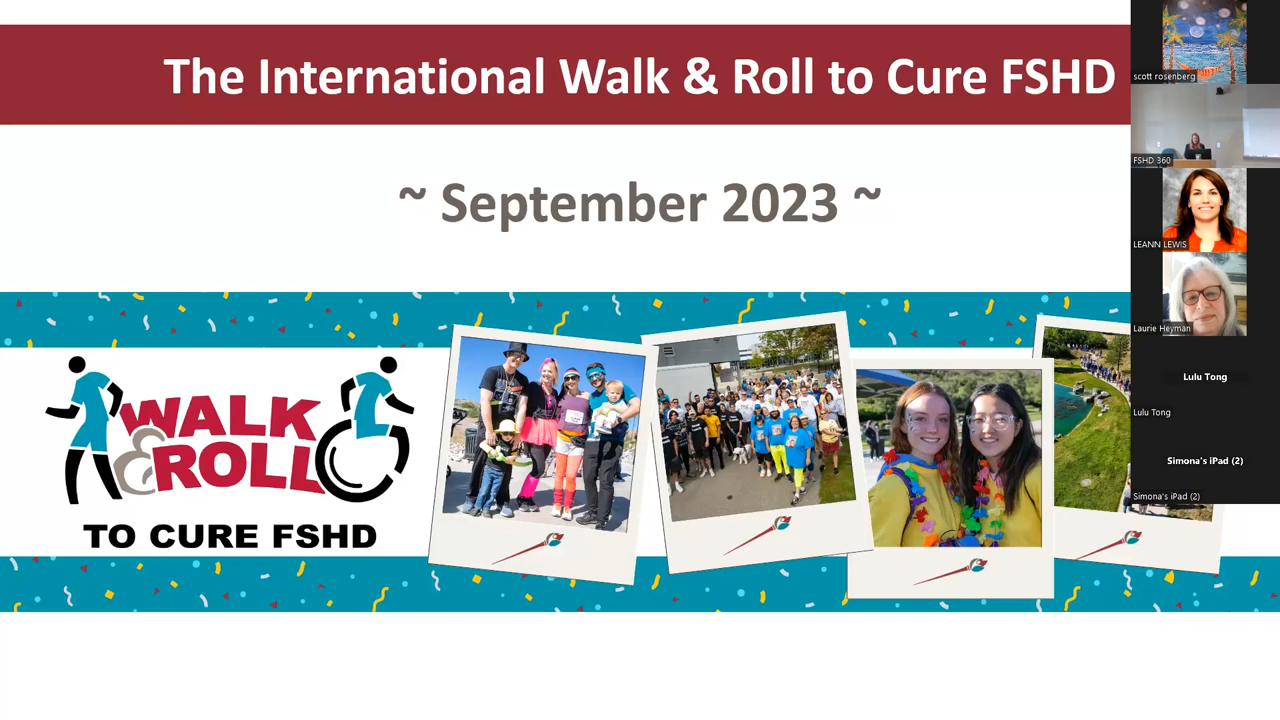 The International Walk & Roll to Cure FSHD
~ September 2023 ~
WALK
& ROLL
TO CURE FSHD
scott rosenberg
FSHD 360
LEANN LEWIS
Laurie Heyman
Lulu Tong
Lulu Tong
Simona's iPad (2)
Simona's iPad (2)